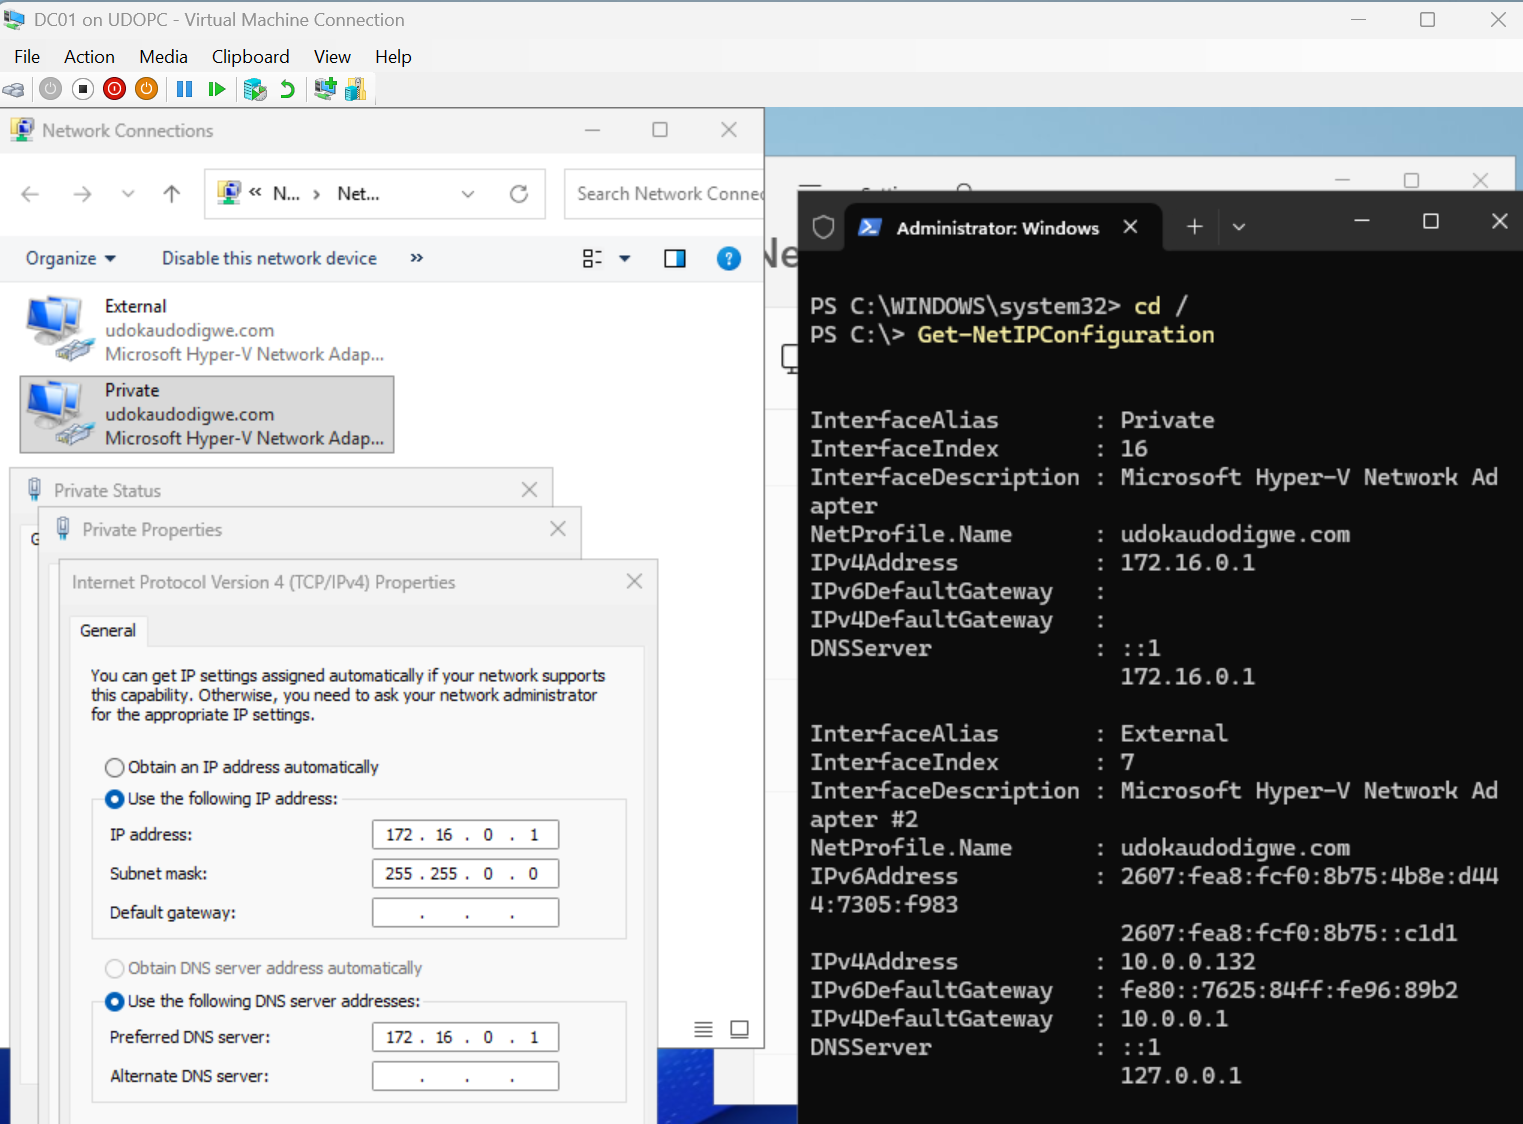 DC01 on UDOPC - Virtual Machine Connection
File Action Media Clipboard View Help
Network Connections
« N... › Net...
Search Network Connec
Organize Disable this network device »
External
udokaudodigwe.com
Microsoft Hyper-V Network Adap...
Private
udokaudodigwe.com
Microsoft Hyper-V Network Adap...
Private Status
Private Properties
Internet Protocol Version 4 (TCP/IPv4) Properties
General
You can get IP settings assigned automatically if your network supports
this capability. Otherwise, you need to ask your network administrator
for the appropriate IP settings.
Obtain an IP address automatically
Use the following IP address:
IP address: 172 . 16 . 0 . 1
Subnet mask: 255 . 255 . 0 . 0
Default gateway: . . .
Obtain DNS server address automatically
Use the following DNS server addresses:
Preferred DNS server: 172 . 16 . 0 . 1
Alternate DNS server: . . .
Administrator: Windows
PS C:\WINDOWS\system32> cd /
PS C:\> Get-NetIPConfiguration
InterfaceAlias : Private
InterfaceIndex : 16
InterfaceDescription : Microsoft Hyper-V Network Ad
apter
NetProfile.Name : udokaudodigwe.com
IPv4Address : 172.16.0.1
IPv6DefaultGateway :
IPv4DefaultGateway :
DNSServer : ::1
172.16.0.1
InterfaceAlias : External
InterfaceIndex : 7
InterfaceDescription : Microsoft Hyper-V Network Ad
apter #2
NetProfile.Name : udokaudodigwe.com
IPv6Address : 2607:fea8:fcf0:8b75:4b8e:d44
4:7305:f983
2607:fea8:fcf0:8b75::c1d1
IPv4Address : 10.0.0.132
IPv6DefaultGateway : fe80::7625:84ff:fe96:89b2
IPv4DefaultGateway : 10.0.0.1
DNSServer : ::1
127.0.0.1